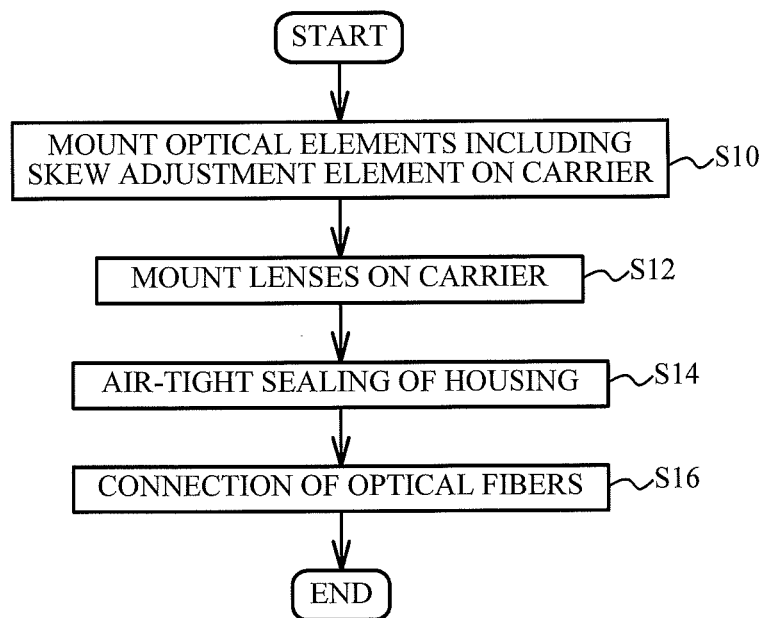 START
MOUNT OPTICAL ELEMENTS INCLUDING
SKEW ADJUSTMENT ELEMENT ON CARRIER
S10
MOUNT LENSES ON CARRIER
S12
AIR-TIGHT SEALING OF HOUSING
S14
CONNECTION OF OPTICAL FIBERS
S16
END